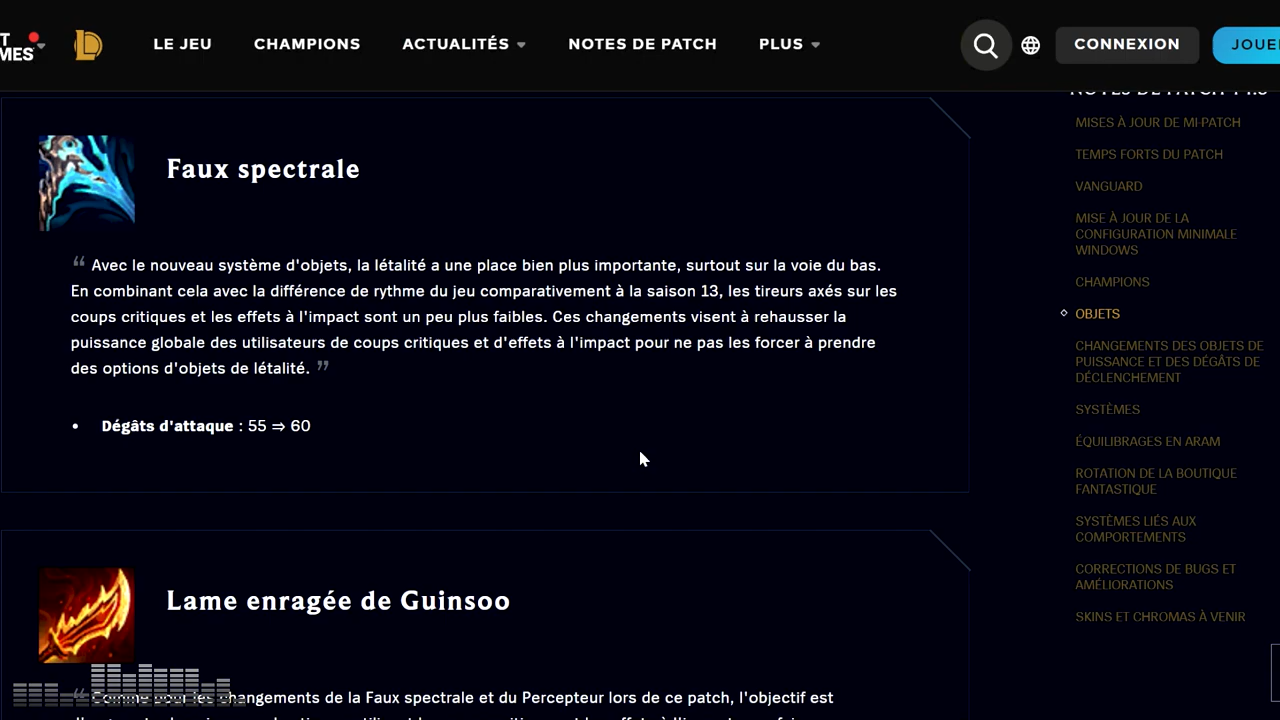 LE JEU
CHAMPIONS
ACTUALITÉS
NOTES DE PATCH
PLUS
CONNEXION
Faux spectrale
“ Avec le nouveau système d'objets, la létalité a une place bien plus importante, surtout sur la voie du bas.
En combinant cela avec la différence de rythme du jeu comparativement à la saison 13, les tireurs axés sur les
coups critiques et les effets à l'impact sont un peu plus faibles. Ces changements visent à rehausser la
puissance globale des utilisateurs de coups critiques et d'effets à l'impact pour ne pas les forcer à prendre
des options d'objets de létalité. ”
• Dégâts d'attaque : 55 ⇒ 60
Lame enragée de Guinsoo
“ Comme pour les changements de la Faux spectrale et du Percepteur lors de ce patch, l'objectif est
MISES À JOUR DE MI-PATCH
TEMPS FORTS DU PATCH
VANGUARD
MISE À JOUR DE LA
CONFIGURATION MINIMALE
WINDOWS
CHAMPIONS
OBJETS
CHANGEMENTS DES OBJETS DE
PUISSANCE ET DES DÉGÂTS DE
DÉCLENCHEMENT
SYSTÈMES
ÉQUILIBRAGES EN ARAM
ROTATION DE LA BOUTIQUE
FANTASTIQUE
SYSTÈMES LIÉS AUX
COMPORTEMENTS
CORRECTIONS DE BUGS ET
AMÉLIORATIONS
SKINS ET CHROMAS À VENIR